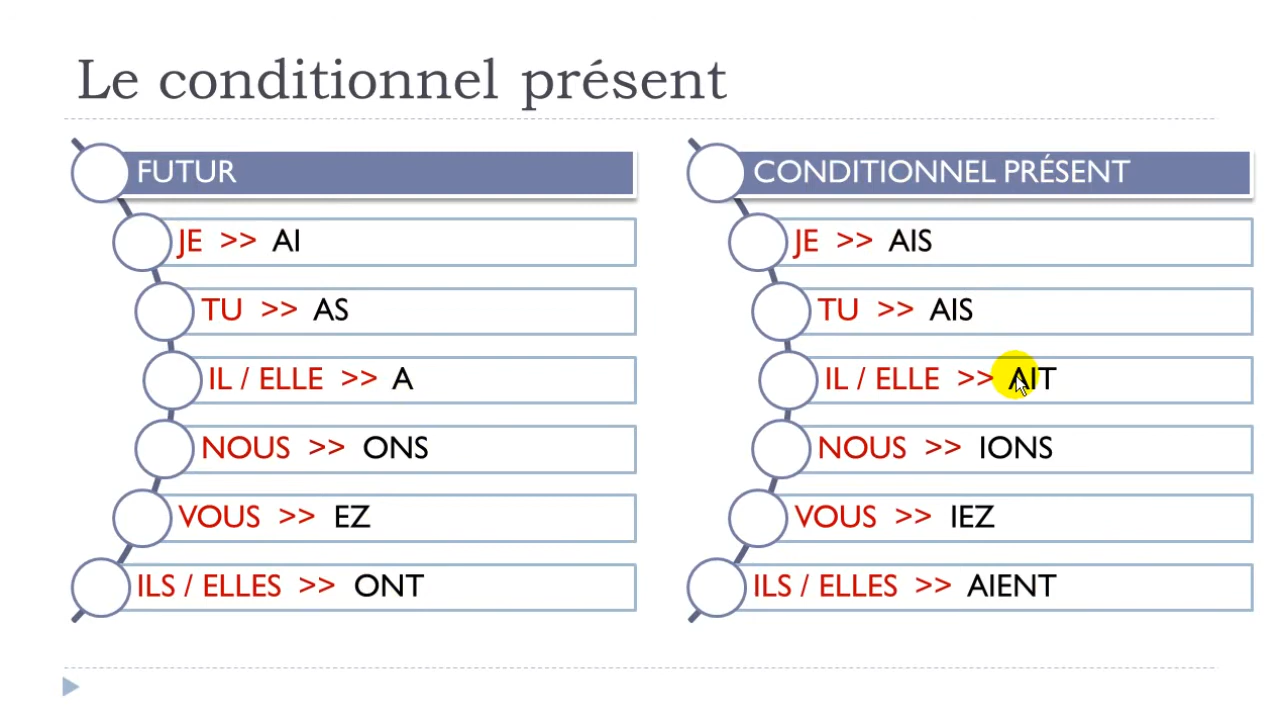 Le conditionnel présent
FUTUR
JE >> AI
TU >> AS
IL / ELLE >> A
NOUS >> ONS
VOUS >> EZ
ILS / ELLES >> ONT
CONDITIONNEL PRÉSENT
JE >> AIS
TU >> AIS
IL / ELLE >> AIT
NOUS >> IONS
VOUS >> IEZ
ILS / ELLES >> AIENT